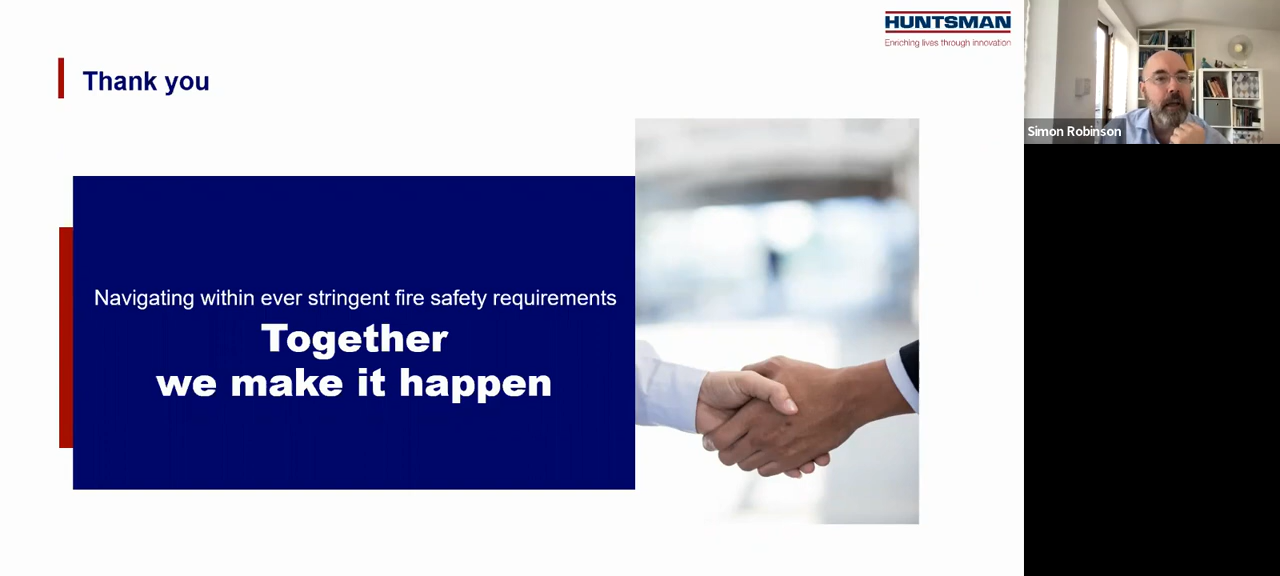 HUNTSMAN
Enriching lives through innovation
Thank you
Simon Robinson
Navigating within ever stringent fire safety requirements
Together
we make it happen